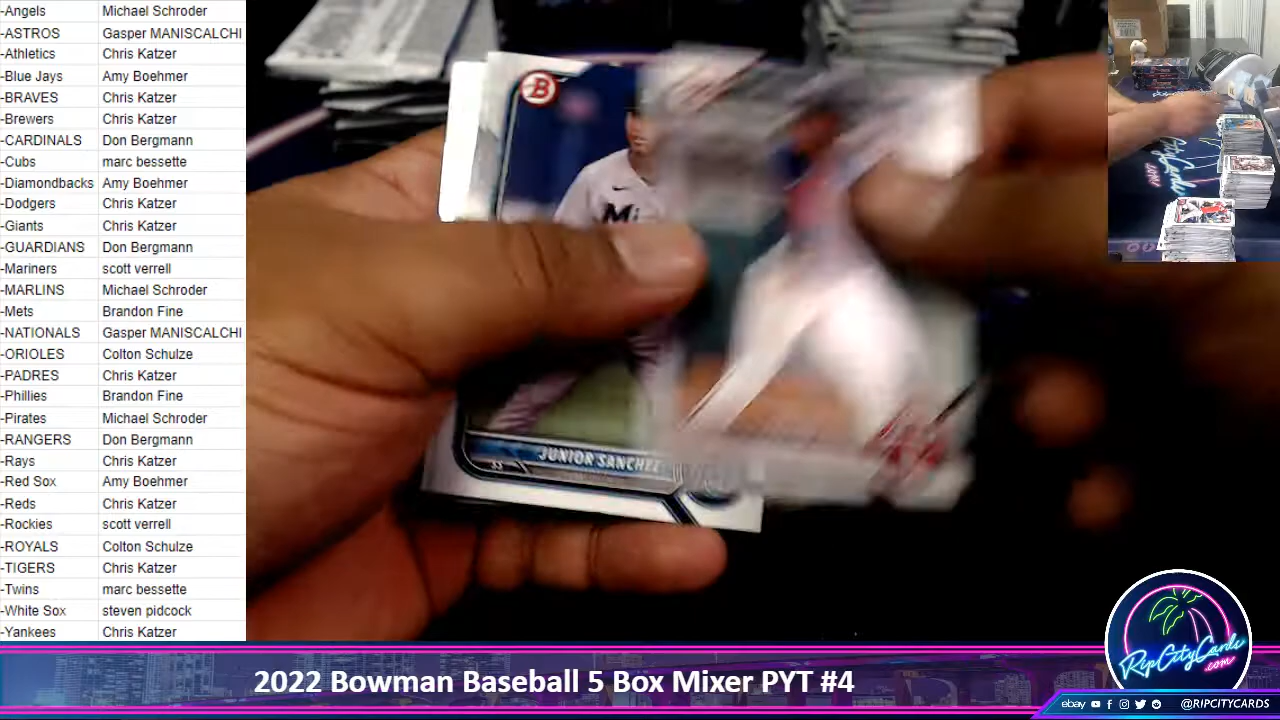 -Angels Michael Schroder
-ASTROS Gasper MANISCALCHI
-Athletics Chris Katzer
-Blue Jays Amy Boehmer
-BRAVES Chris Katzer
-Brewers Chris Katzer
-CARDINALS Don Bergmann
-Cubs marc bessette
-Diamondbacks Amy Boehmer
-Dodgers Chris Katzer
-Giants Chris Katzer
-GUARDIANS Don Bergmann
-Mariners scott verrell
-MARLINS Michael Schroder
-Mets Brandon Fine
-NATIONALS Gasper MANISCALCHI
-ORIOLES Colton Schulze
-PADRES Chris Katzer
-Phillies Brandon Fine
-Pirates Michael Schroder
-RANGERS Don Bergmann
-Rays Chris Katzer
-Red Sox Amy Boehmer
-Reds Chris Katzer
-Rockies scott verrell
-ROYALS Colton Schulze
-TIGERS Chris Katzer
-Twins marc bessette
-White Sox steven pidcock
-Yankees Chris Katzer
B
Mi
JUNIOR SANCHEZ
SS
2022 Bowman Baseball 5 Box Mixer PYT #4
RipCityCards
.com
ebay @RIPCITYCARDS